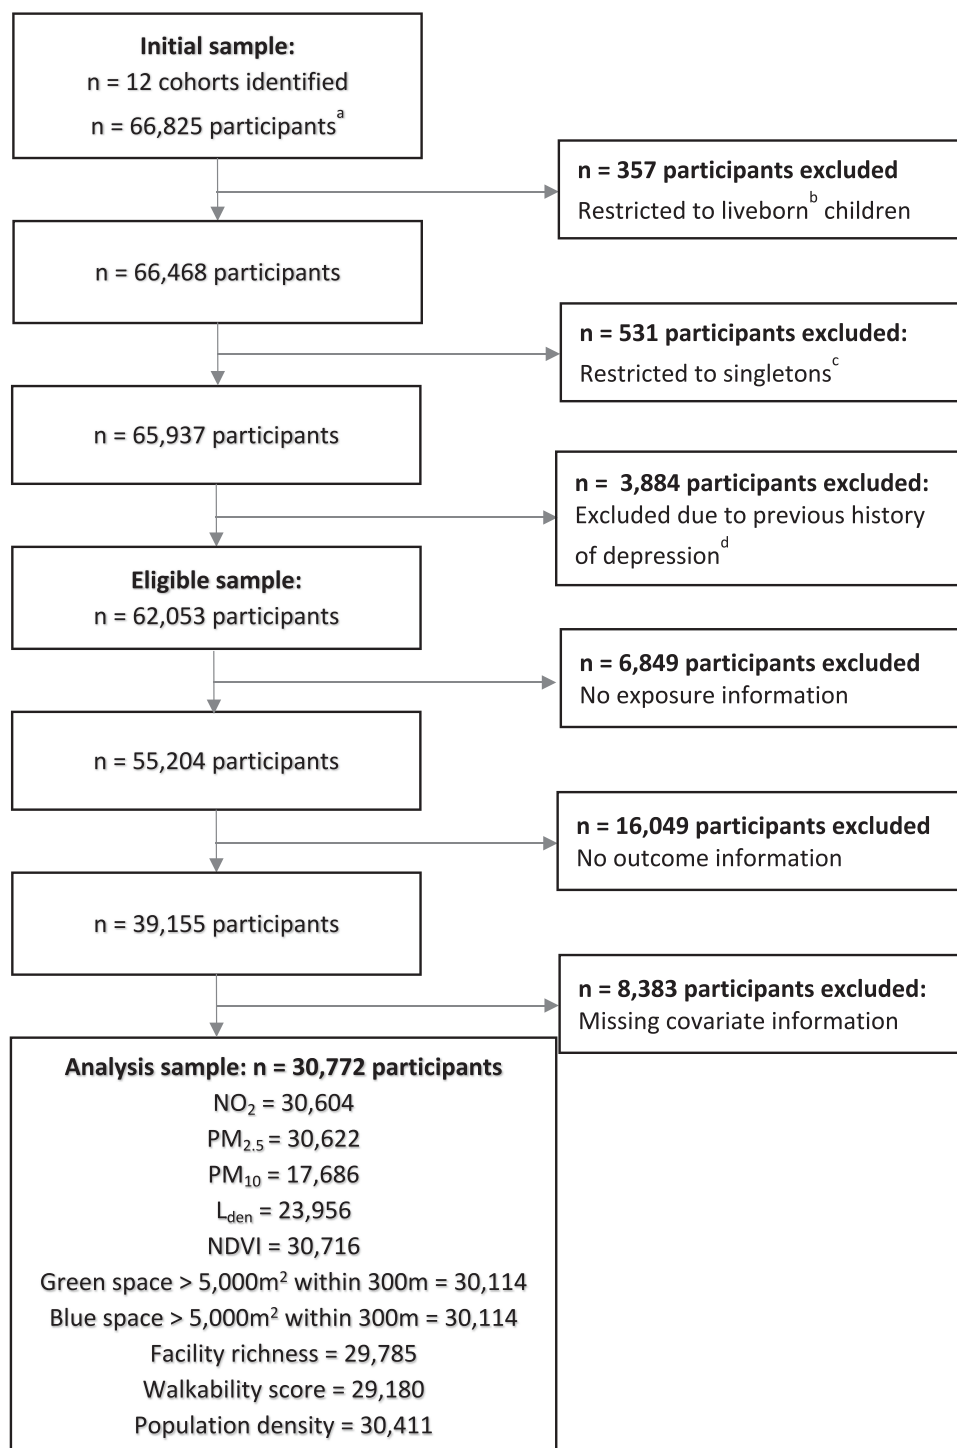 Initial sample:
n = 12 cohorts identified
n = 66,825 participantsᵃ
n = 357 participants excluded
Restricted to livebornᵇ children
n = 66,468 participants
n = 531 participants excluded:
Restricted to singletonsᶜ
n = 65,937 participants
n =  3,884 participants excluded:
Excluded due to previous history
of depressionᵈ
Eligible sample:
n = 62,053 participants
n = 6,849 participants excluded
No exposure information
n = 55,204 participants
n = 16,049 participants excluded
No outcome information
n = 39,155 participants
n = 8,383 participants excluded:
Missing covariate information
Analysis sample: n = 30,772 participants
NO₂ = 30,604
PM₂.₅ = 30,622
PM₁₀ = 17,686
Lden = 23,956
NDVI = 30,716
Green space > 5,000m² within 300m = 30,114
Blue space > 5,000m² within 300m = 30,114
Facility richness = 29,785
Walkability score = 29,180
Population density = 30,411